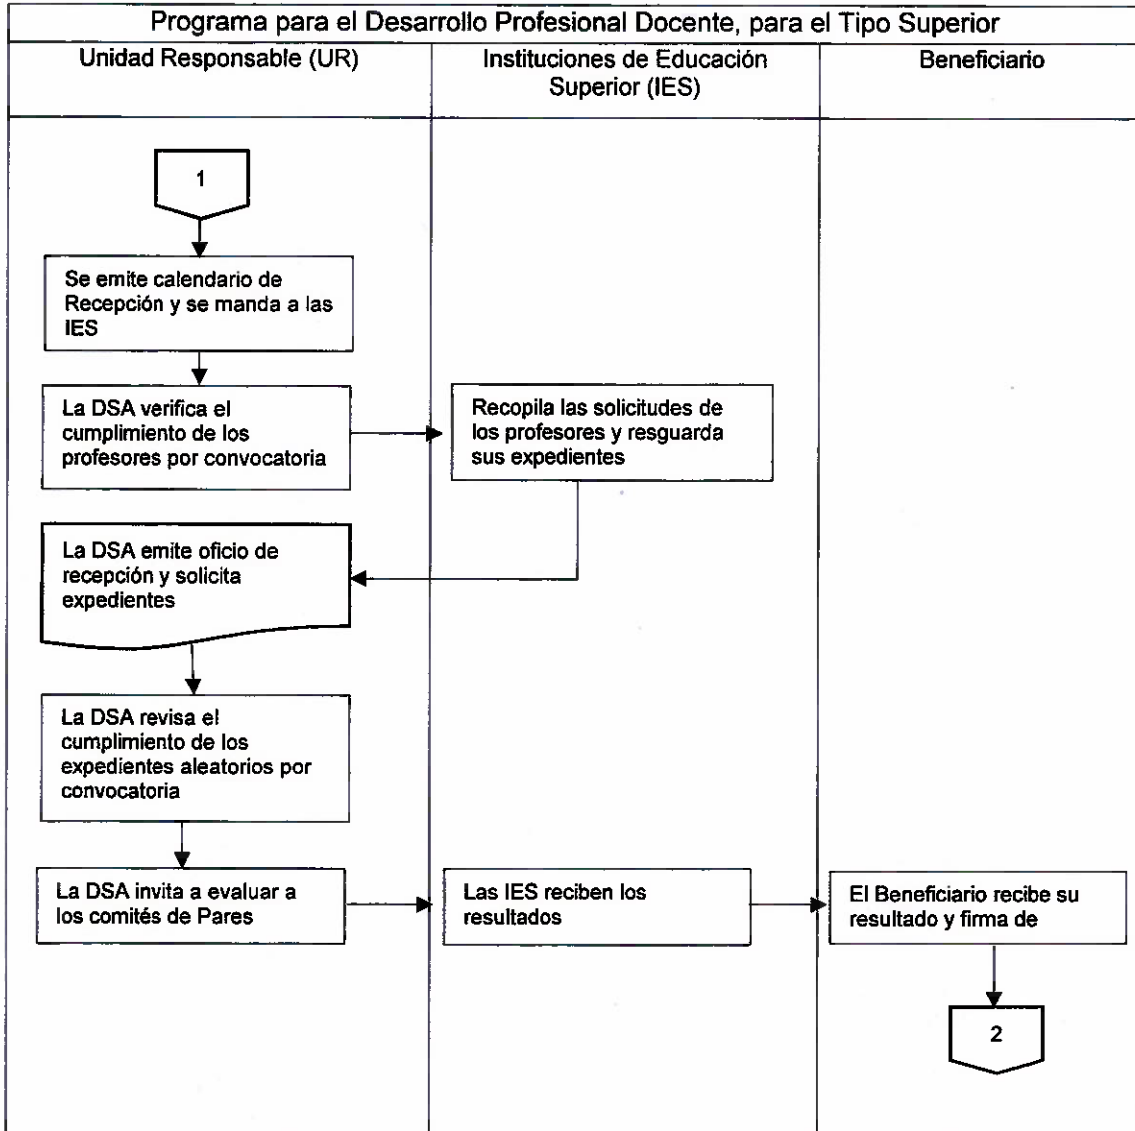 Programa para el Desarrollo Profesional Docente, para el Tipo Superior
Unidad Responsable (UR)
Instituciones de Educación
Superior (IES)
Beneficiario
1
Se emite calendario de
Recepción y se manda a las
IES
La DSA verifica el
cumplimiento de los
profesores por convocatoria
Recopila las solicitudes de
los profesores y resguarda
sus expedientes
La DSA emite oficio de
recepción y solicita
expedientes
La DSA revisa el
cumplimiento de los
expedientes aleatorios por
convocatoria
La DSA invita a evaluar a
los comités de Pares
Las IES reciben los
resultados
El Beneficiario recibe su
resultado y firma de
2